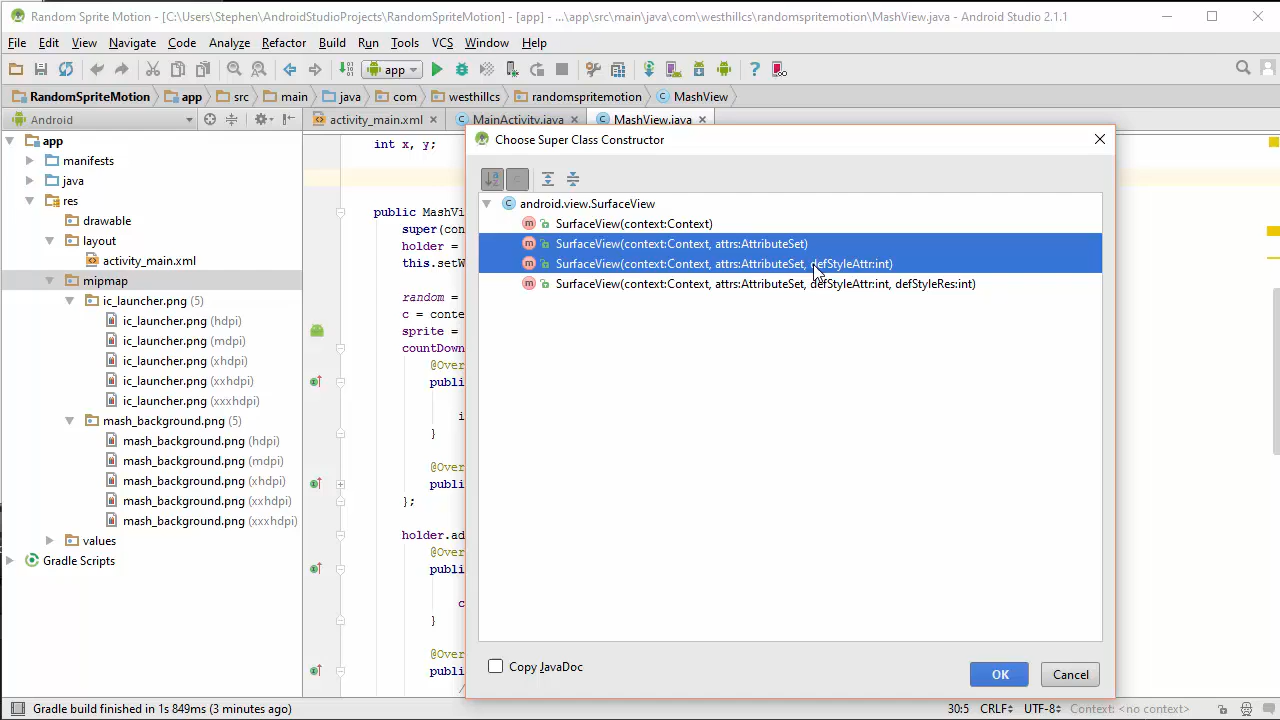 Random Sprite Motion - [C:\Users\Stephen\AndroidStudioProjects\RandomSpriteMotion] - [app] - ...\app\src\main\java\com\westhillcs\randomspritemotion\MashView.java - Android Studio 2.1.1
File Edit View Navigate Code Analyze Refactor Build Run Tools VCS Window Help
app
RandomSpriteMotion app src main java com westhillcs randomspritemotion MashView
Android activity_main.xml MainActivity.java MashView.java
app
manifests
java
res
drawable
layout
activity_main.xml
mipmap
ic_launcher.png (5)
ic_launcher.png (hdpi)
ic_launcher.png (mdpi)
ic_launcher.png (xhdpi)
ic_launcher.png (xxhdpi)
ic_launcher.png (xxxhdpi)
mash_background.png (5)
mash_background.png (hdpi)
mash_background.png (mdpi)
mash_background.png (xhdpi)
mash_background.png (xxhdpi)
mash_background.png (xxxhdpi)
values
Gradle Scripts
int x, y;
public MashVi
super(con
holder =
this.setW
random =
c = conte
sprite =
countDown
@Over
publi
i
}
@Over
publi
};
holder.ad
@Over
publi
c
}
@Over
publi
/
Choose Super Class Constructor
android.view.SurfaceView
SurfaceView(context:Context)
SurfaceView(context:Context, attrs:AttributeSet)
SurfaceView(context:Context, attrs:AttributeSet, defStyleAttr:int)
SurfaceView(context:Context, attrs:AttributeSet, defStyleAttr:int, defStyleRes:int)
Copy JavaDoc
OK Cancel
Gradle build finished in 1s 849ms (3 minutes ago) 30:5 CRLF UTF-8 Context: <no context>